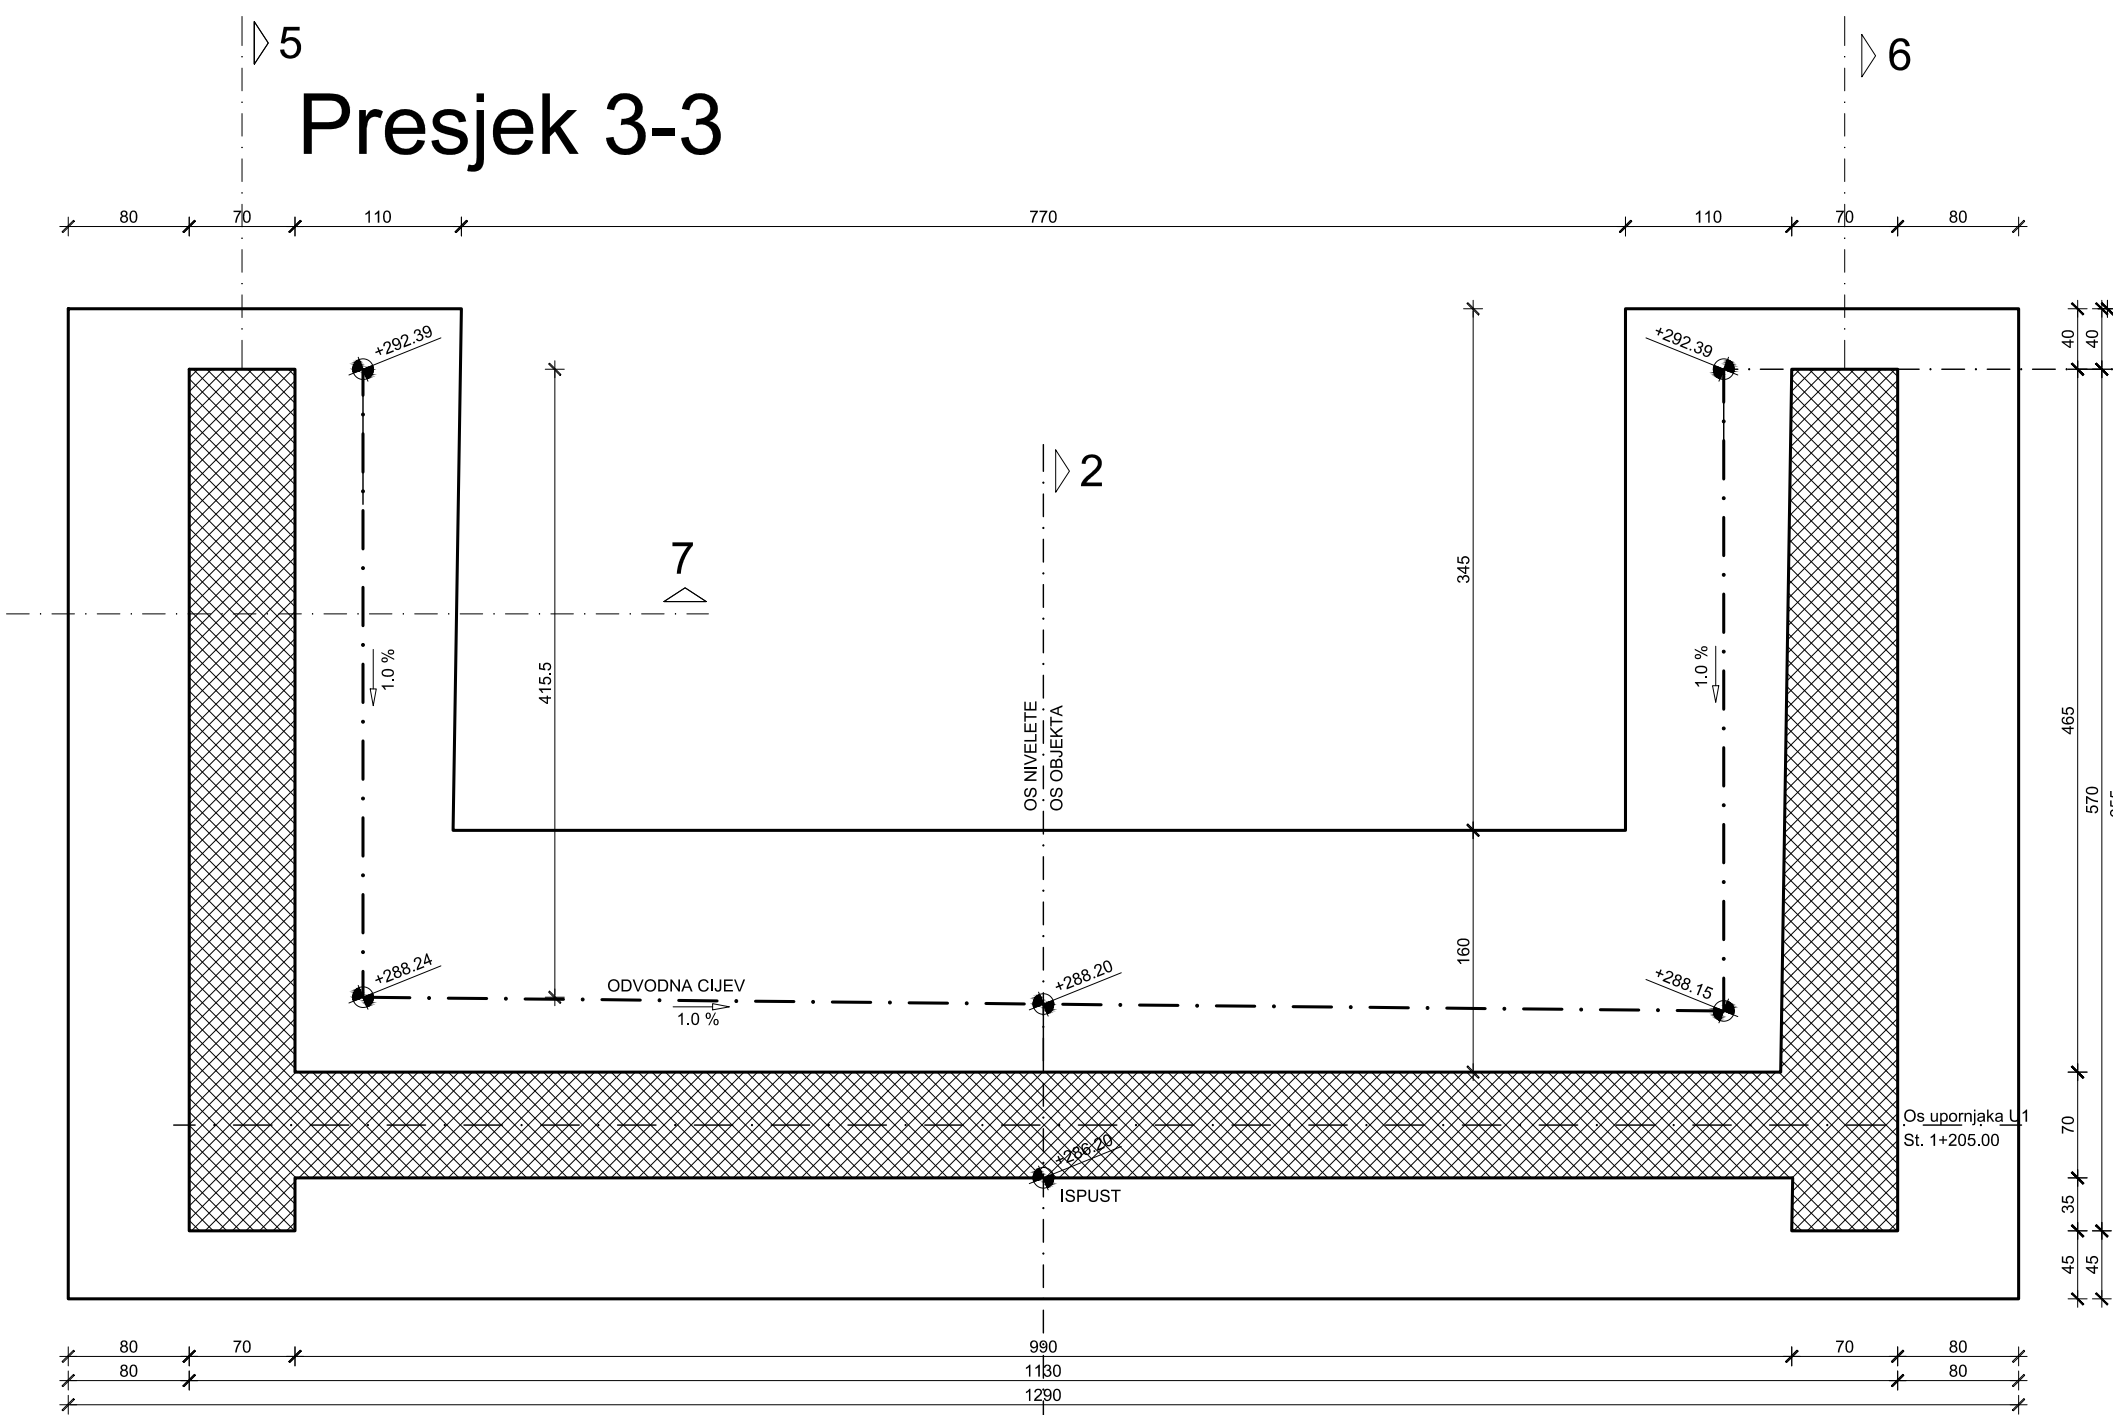 5
6
Presjek 3-3
80 70 110 770 110 70 80
+292.39
+292.39
40
40
2
7
345
415.5
1.0 %
1.0 %
465
570
OS NIVELETE
OS OBJEKTA
160
+288.24
ODVODNA CIJEV
1.0 %
+288.20
+288.15
Os upornjaka U1
St. 1+205.00
70
+286.20
ISPUST
35
45
45
80 70 990 70 80
80 1130 80
1290